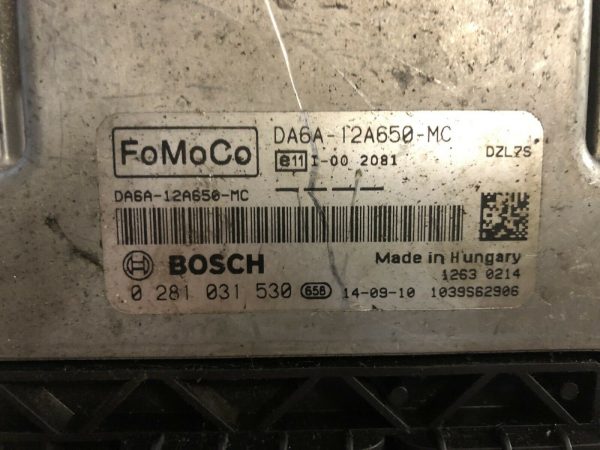 FoMoCo
DA6A-12A650-MC
e11 I-00 2081
DZL7S
DA6A-12A650-MC
BOSCH
Made in Hungary
1263 0214
0 281 031 530 65B 14-09-10 1039S62906